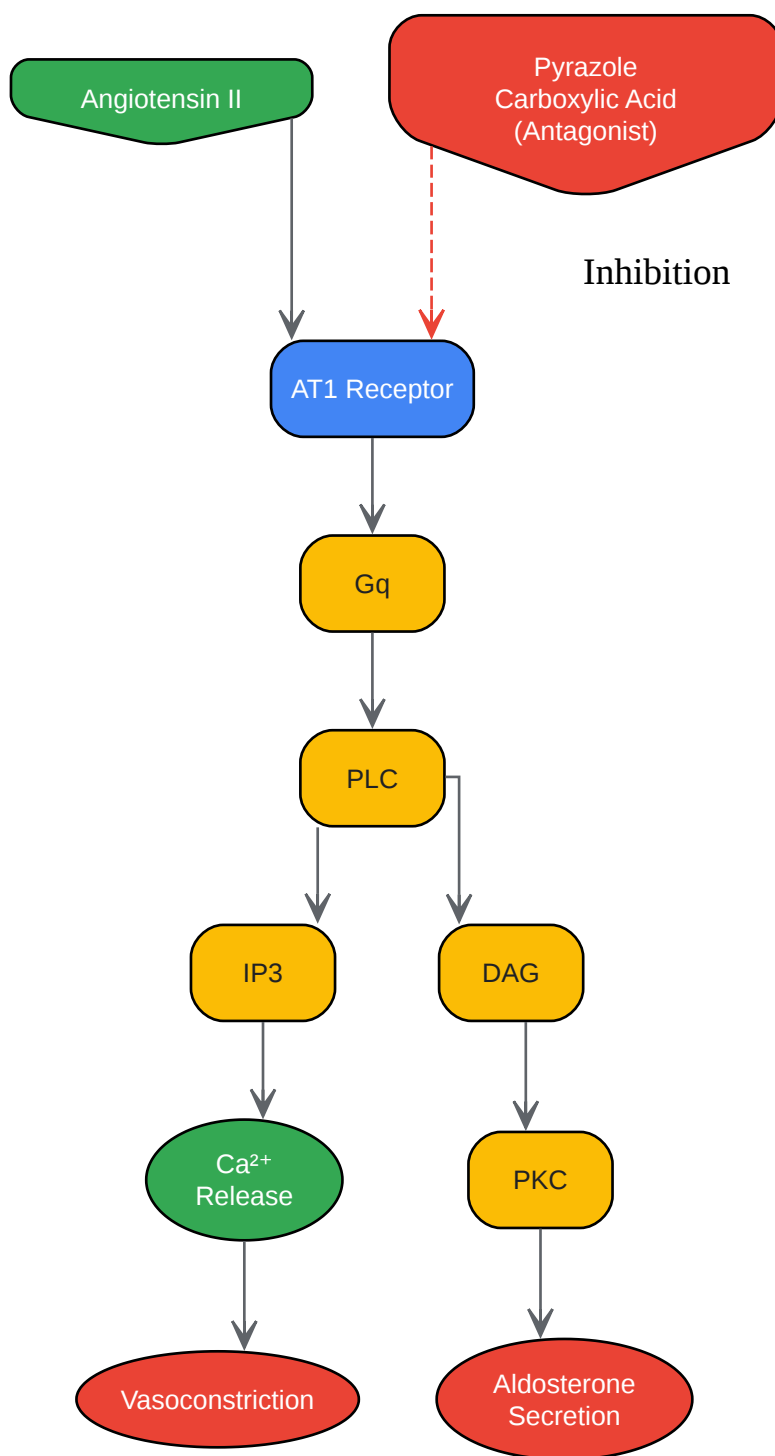 Angiotensin II
Pyrazole
Carboxylic Acid
(Antagonist)
Inhibition
AT1 Receptor
Gq
PLC
IP3
DAG
Ca²⁺
Release
PKC
Vasoconstriction
Aldosterone
Secretion